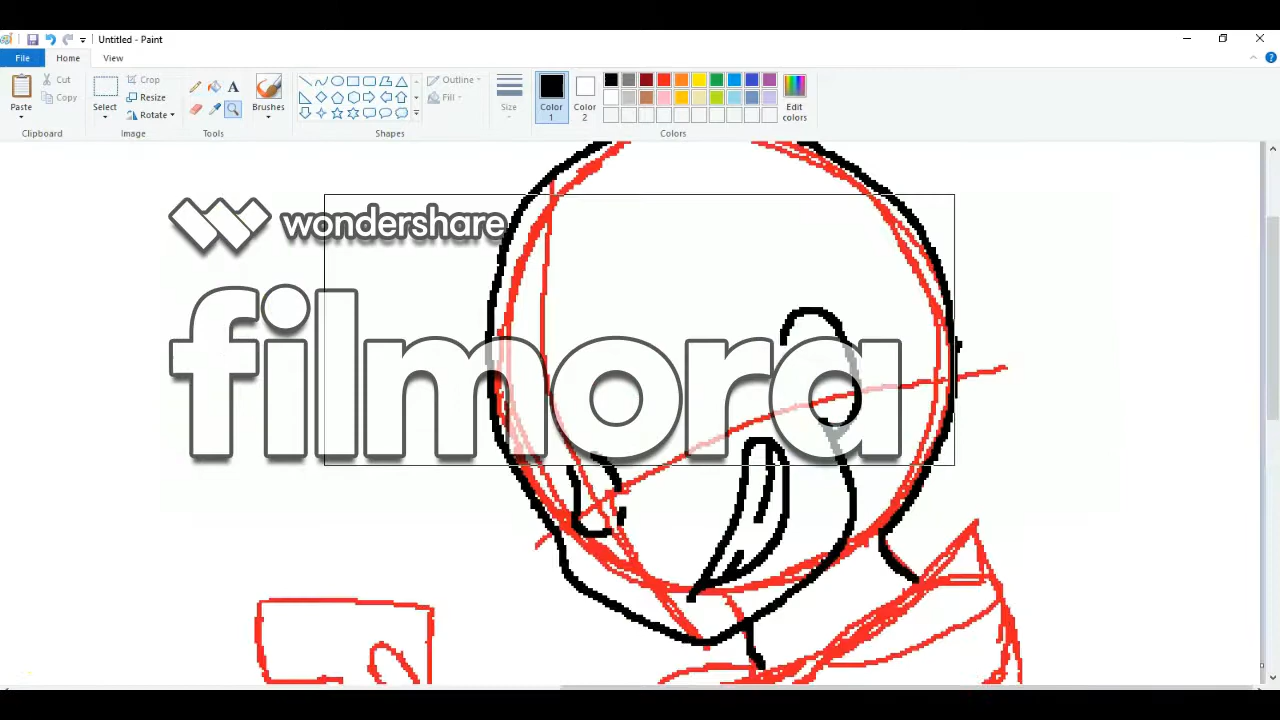 Untitled - Paint
File Home View
Paste
Cut
Copy
Clipboard
Select
Crop
Resize
Rotate
Image
Tools
Brushes
Shapes
Outline
Fill
Size
Color 1
Color 2
Edit colors
Colors
wondershare
filmora